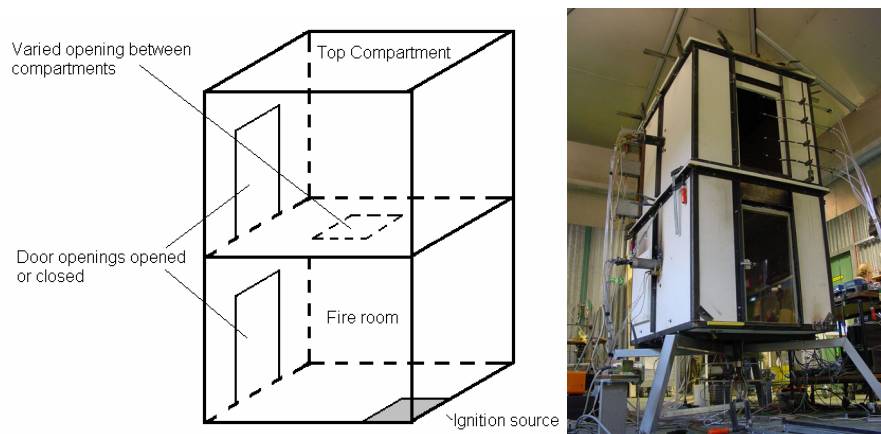 Varied opening between
compartments
Top Compartment
Door openings opened
or closed
Fire room
Ignition source